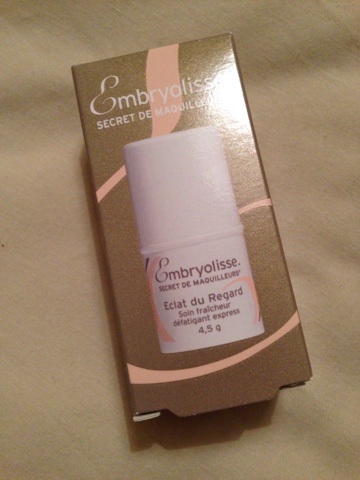 Embryolisse
SECRET DE MAQUILLEURS
Embryolisse.
SECRET DE MAQUILLEURS
Eclat du Regard
Soin fraîcheur
défatigant express
4,5 g